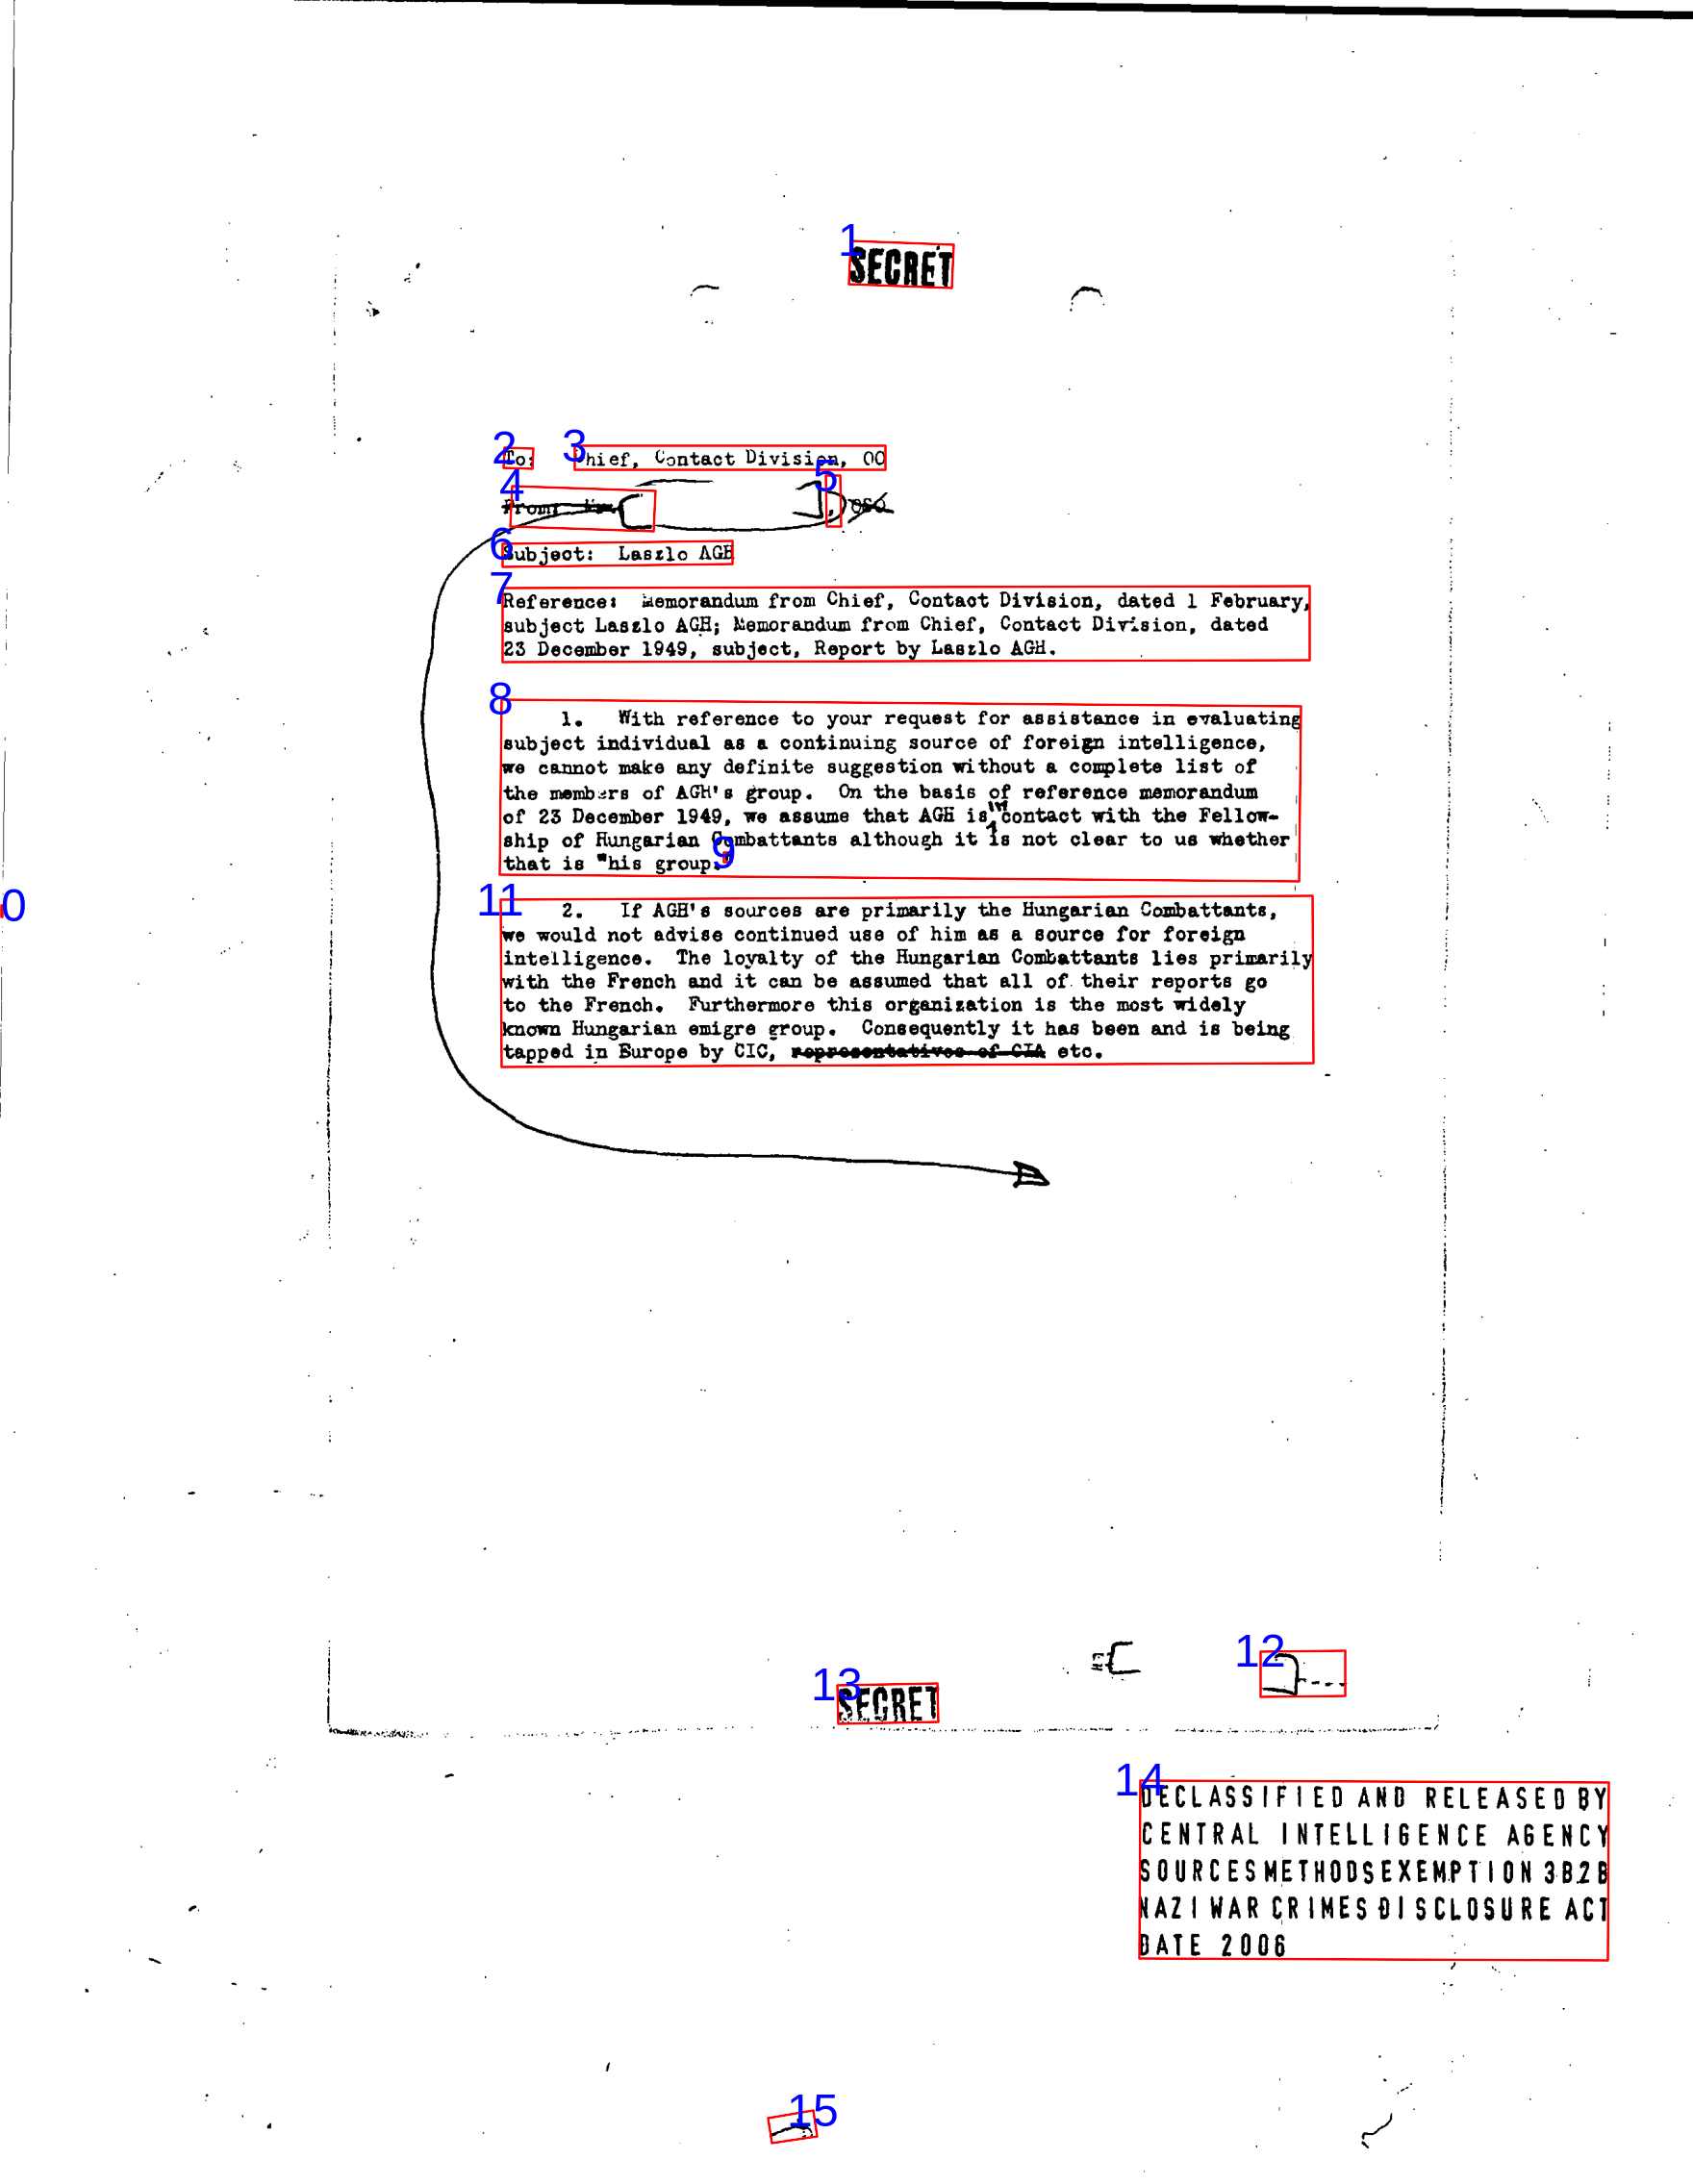 SECRET
To: Chief, Contact Division, OO
From:
, OSO
Subject: Laszlo AGH
Reference: Memorandum from Chief, Contact Division, dated 1 February,
subject Laszlo AGH; Memorandum from Chief, Contact Division, dated
23 December 1949, subject, Report by Laszlo AGH.
1. With reference to your request for assistance in evaluating
subject individual as a continuing source of foreign intelligence,
we cannot make any definite suggestion without a complete list of
the members of AGH's group. On the basis of reference memorandum
of 23 December 1949, we assume that AGH is in contact with the Fellow-
ship of Hungarian Combattants although it is not clear to us whether
that is "his group."
2. If AGH's sources are primarily the Hungarian Combattants,
we would not advise continued use of him as a source for foreign
intelligence. The loyalty of the Hungarian Combattants lies primarily
with the French and it can be assumed that all of their reports go
to the French. Furthermore this organization is the most widely
known Hungarian emigre group. Consequently it has been and is being
tapped in Europe by CIC, representatives of CIA etc.
SECRET
DECLASSIFIED AND RELEASED BY
CENTRAL INTELLIGENCE AGENCY
SOURCES METHODS EXEMPTION 3B2B
NAZI WAR CRIMES DISCLOSURE ACT
DATE 2006